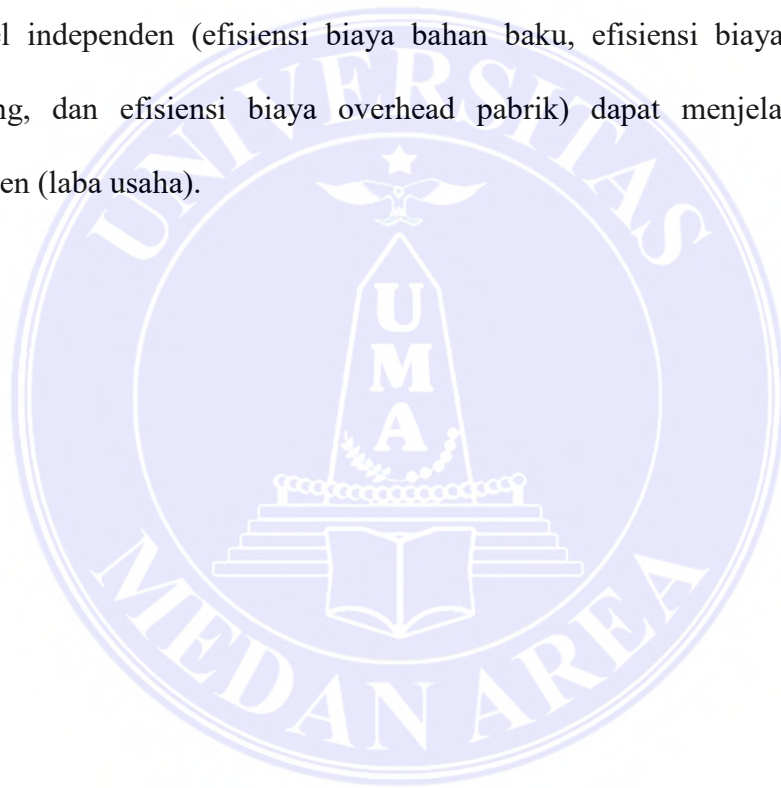 el independen (efisiensi biaya bahan baku, efisiensi biaya
ng, dan efisiensi biaya overhead pabrik) dapat menjela
en (laba usaha).
UNIVERSITAS
U
M
A
MEDAN AREA